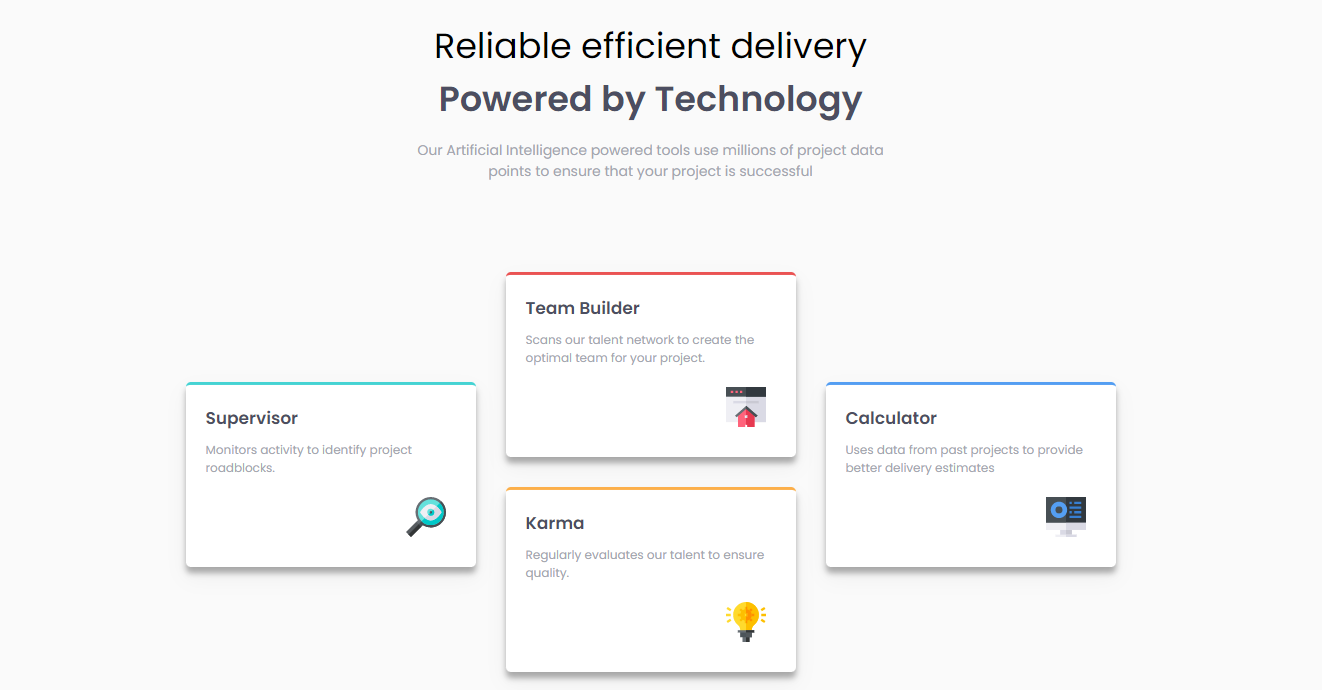 Reliable efficient delivery
Powered by Technology
Our Artificial Intelligence powered tools use millions of project data
points to ensure that your project is successful
Team Builder
Scans our talent network to create the
optimal team for your project.
Supervisor
Monitors activity to identify project
roadblocks.
Calculator
Uses data from past projects to provide
better delivery estimates
Karma
Regularly evaluates our talent to ensure
quality.